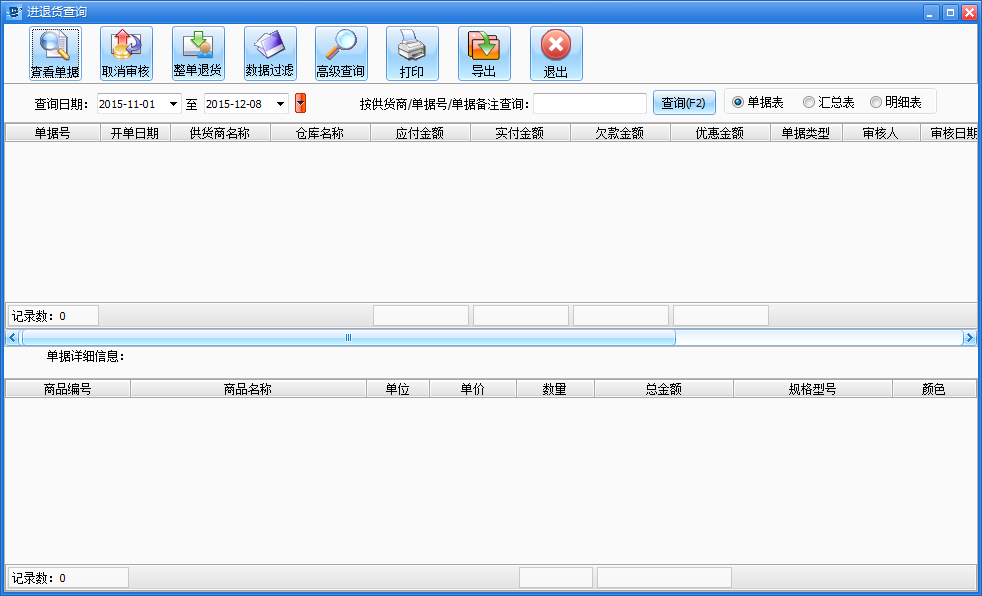 进退货查询
查看单据 取消审核 整单退货 数据过滤 高级查询 打印 导出 退出
查询日期： 2015-11-01 至 2015-12-08 按供货商/单据号/单据备注查询： 查询(F2) 单据表 汇总表 明细表
单据号 开单日期 供货商名称 仓库名称 应付金额 实付金额 欠款金额 优惠金额 单据类型 审核人 审核日期
记录数：0
单据详细信息：
商品编号 商品名称 单位 单价 数量 总金额 规格型号 颜色
记录数：0